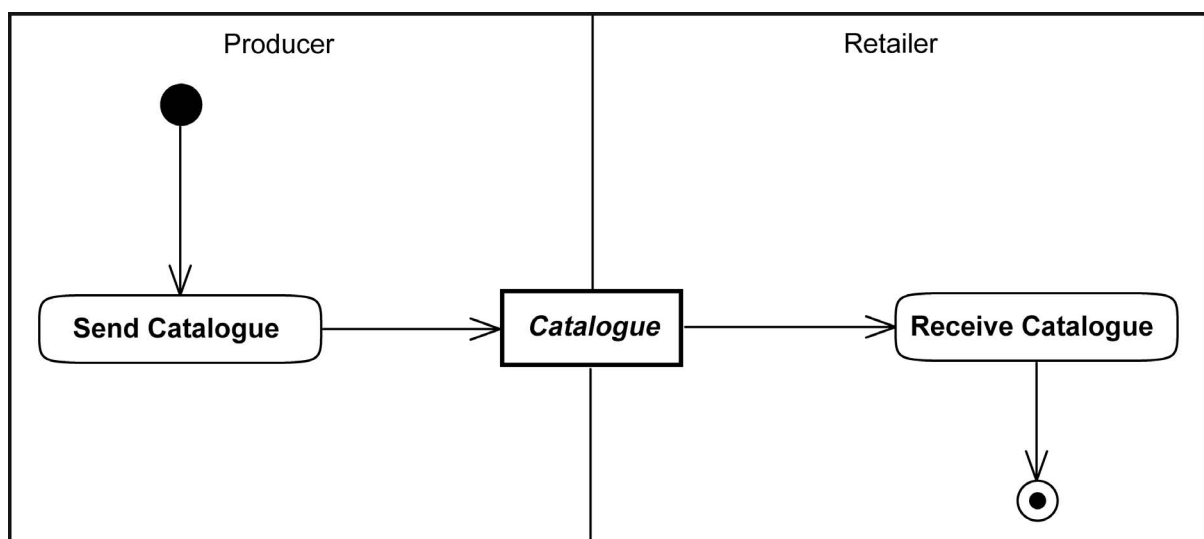 Producer
Retailer
Send Catalogue
Catalogue
Receive Catalogue